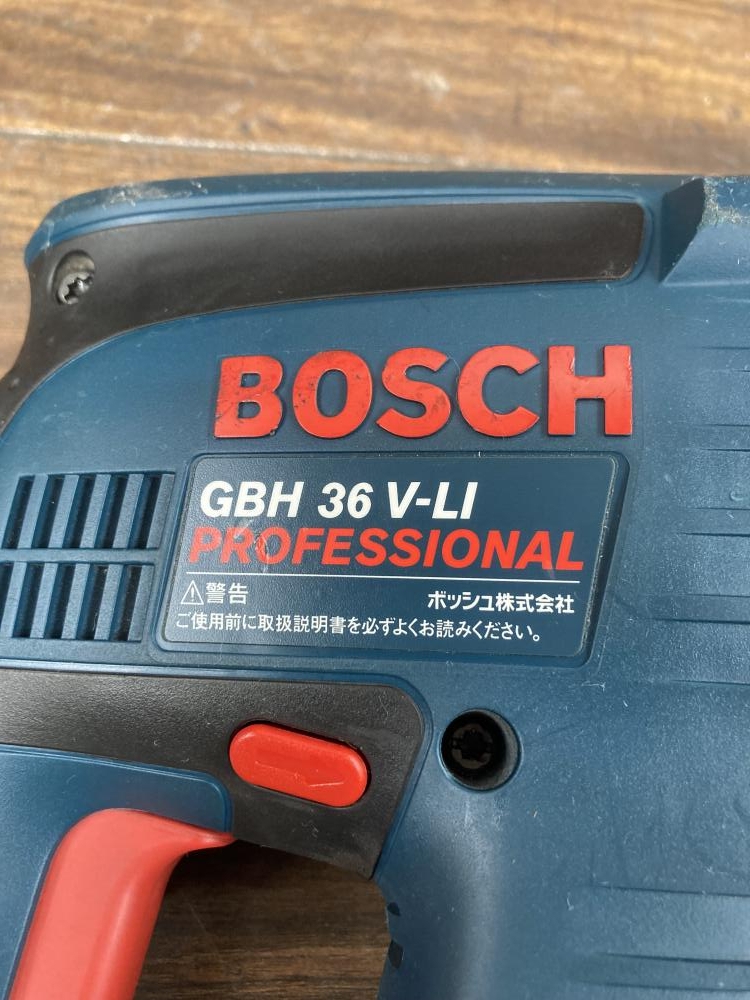 BOSCH
GBH 36 V-LI
PROFESSIONAL
⚠警告 ボッシュ株式会社
ご使用前に取扱説明書を必ずよくお読みください。